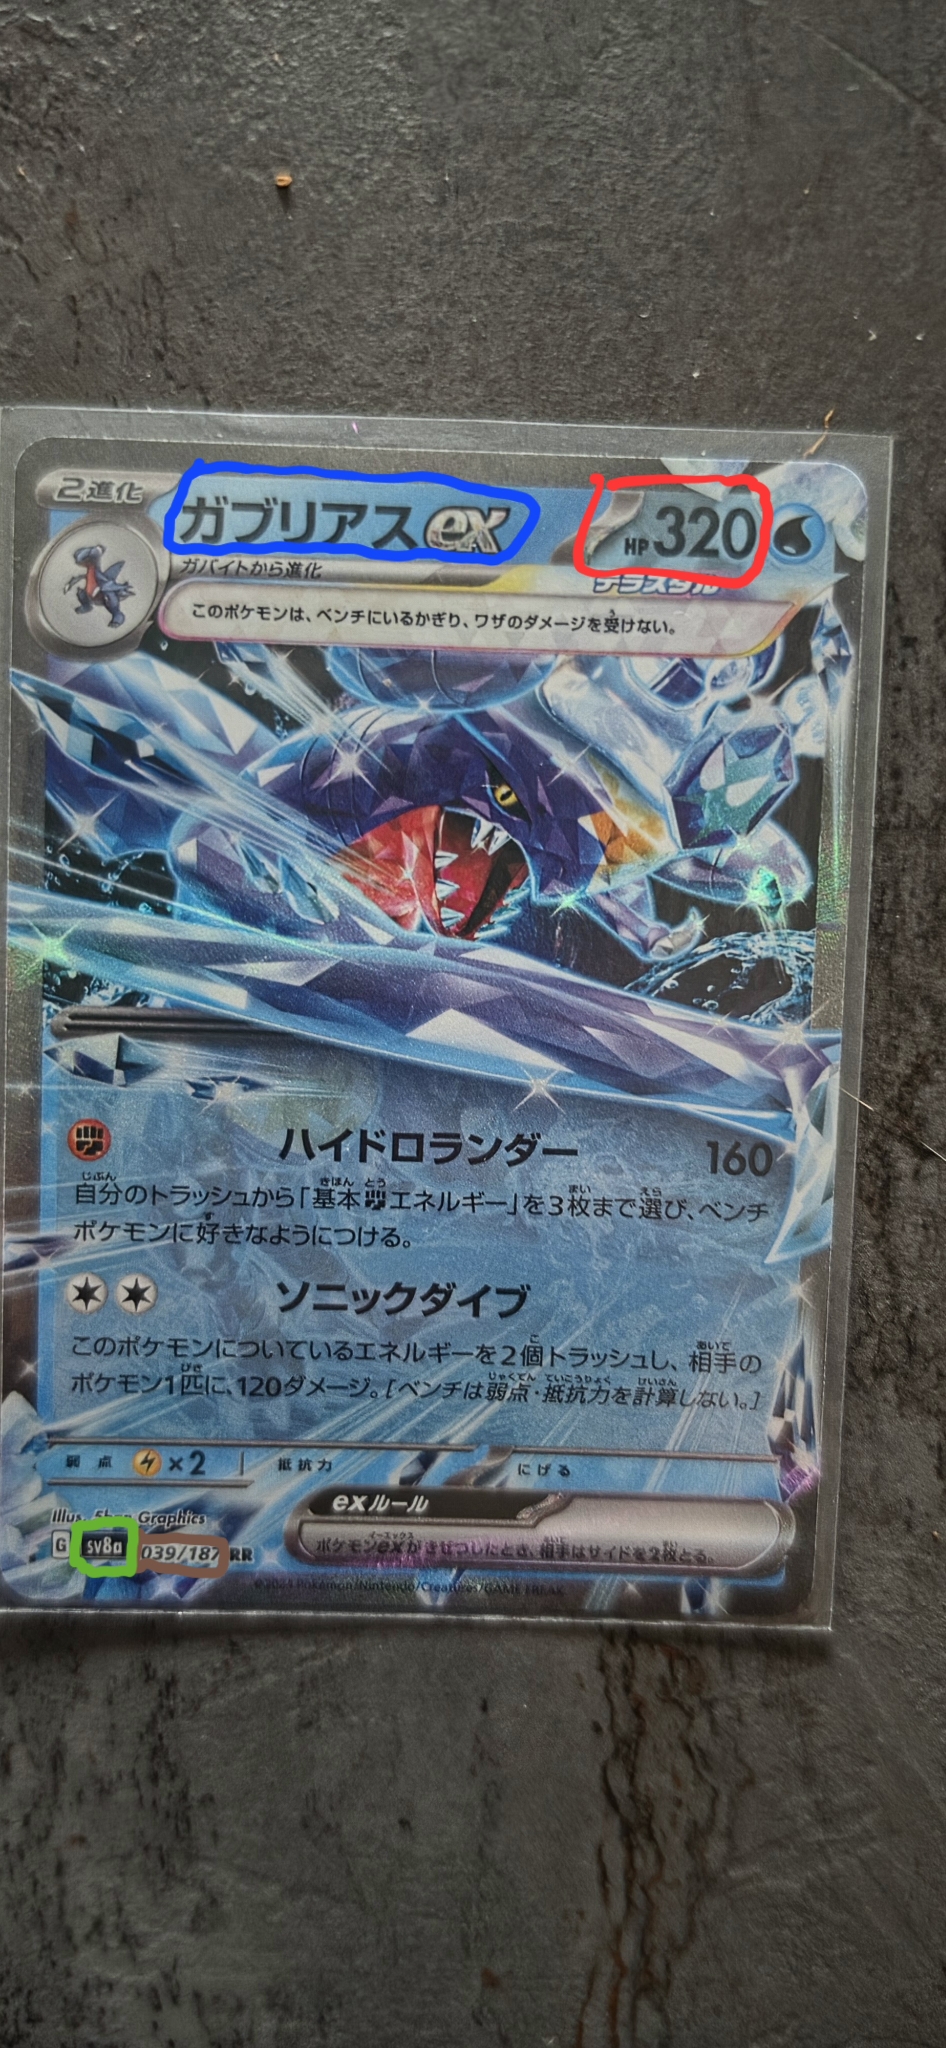 2進化
ガブリアスex
HP 320
ガバイトから進化
テラスタル
このポケモンは、ベンチにいるかぎり、ワザのダメージを受けない。
ハイドロランダー 160
自分のトラッシュから「基本エネルギー」を3枚まで選び、ベンチ
ポケモンに好きなようにつける。
ソニックダイブ
このポケモンについているエネルギーを2個トラッシュし、相手の
ポケモン1匹に、120ダメージ。[ベンチは弱点・抵抗力を計算しない。]
弱点 ×2 抵抗力 にげる
Illus. Shan Graphics
exルール
G sv8a 039/187 RR
ポケモンexがきぜつしたとき、相手はサイドを2枚とる。
©2024 Pokémon/Nintendo/Creatures/GAME FREAK